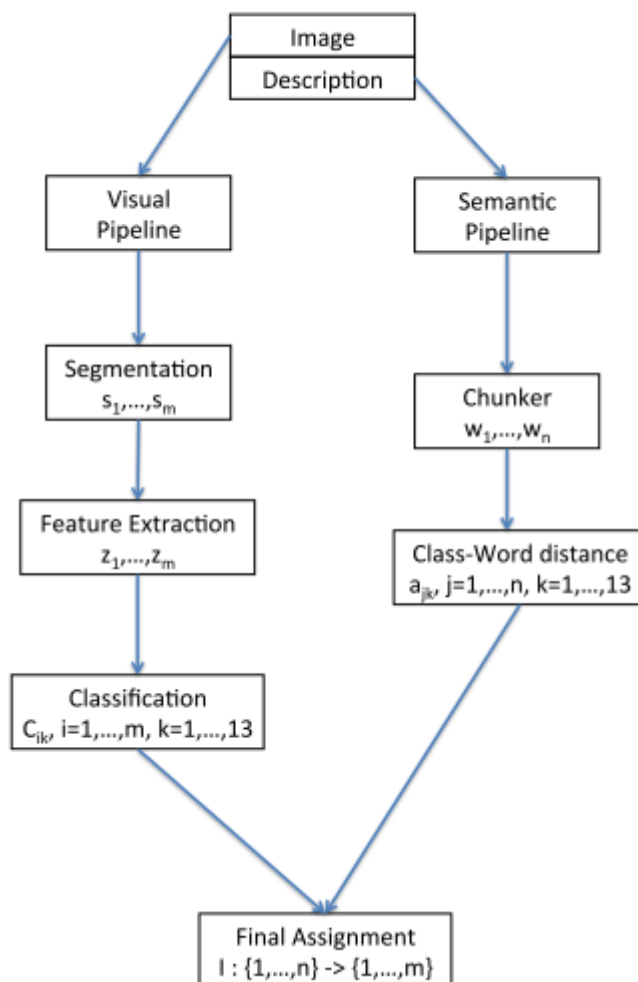 Image
Description
Visual
Pipeline
Semantic
Pipeline
Segmentation
s₁,...,sₘ
Chunker
w₁,...,wₙ
Feature Extraction
z₁,...,zₘ
Class-Word distance
aⱼₖ, j=1,...,n, k=1,...,13
Classification
Cᵢₖ, i=1,...,m, k=1,...,13
Final Assignment
I : {1,...,n} -> {1,...,m}